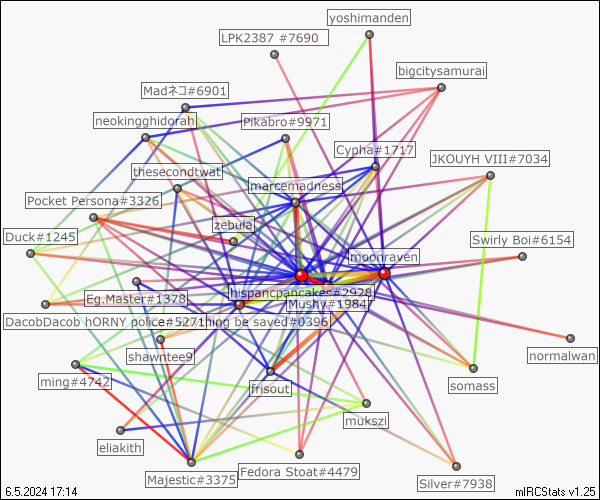 yoshimanden
LPK2387 #7690
bigcitysamurai
Madネコ#6901
neokingghidorah
Pikabro#9971
Cypha#1717
JKOUYH VIII#7034
thesecondtwat
marcemadness
Pocket Persona#3326
zebula
Duck#1245
Swirly Boi#6154
moonraven
hispancpancakes#2928
Eg.Master#1378
Mushy#1984
DacobDacob hORNY police#5271
hing be saved#0396
shawntee9
normalwan
ming#4742
frisout
somass
mukszi
eliakith
Majestic#3375
Fedora Stoat#4479
Silver#7938
6.5.2024 17:14
mIRCStats v1.25